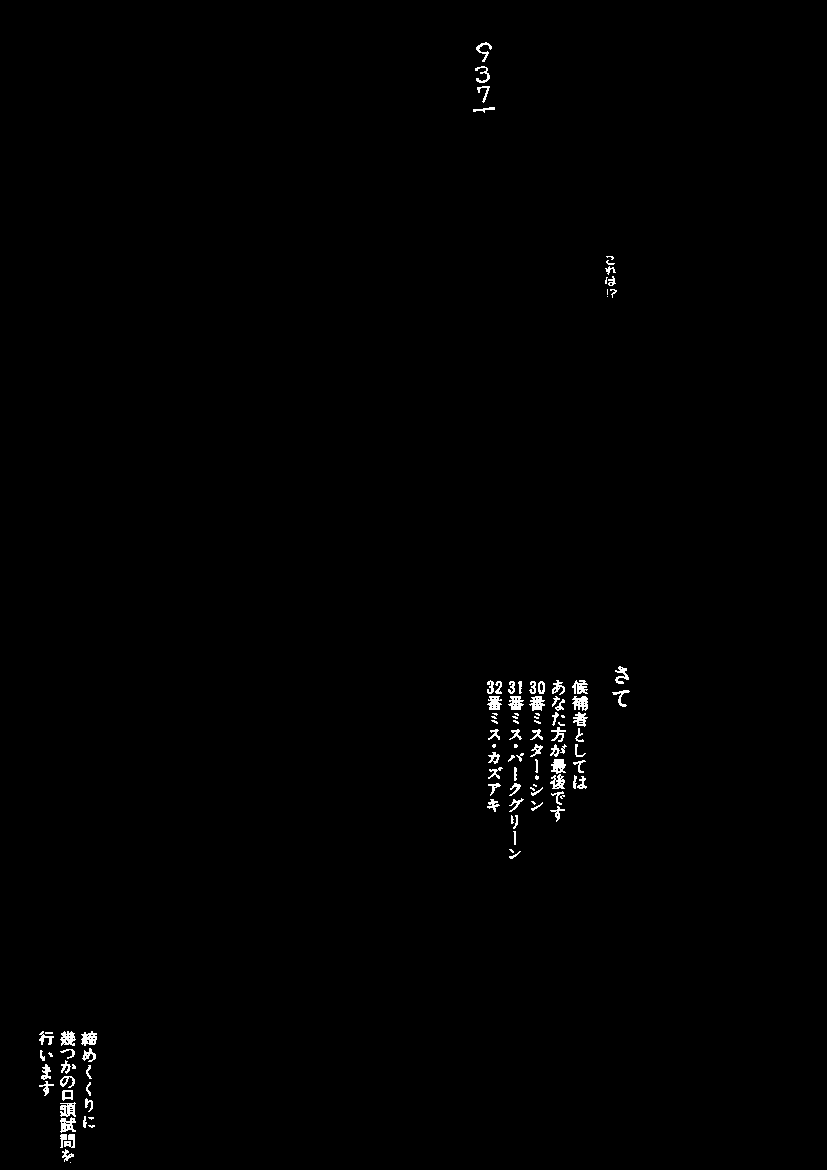 937
これは!?
さて
候補者としては
あなた方が最後です
30番ミスター・シン
31番ミス・パークグリーン
32番ミス・カズアキ
締めくくりに
幾つかの口頭試問を
行います